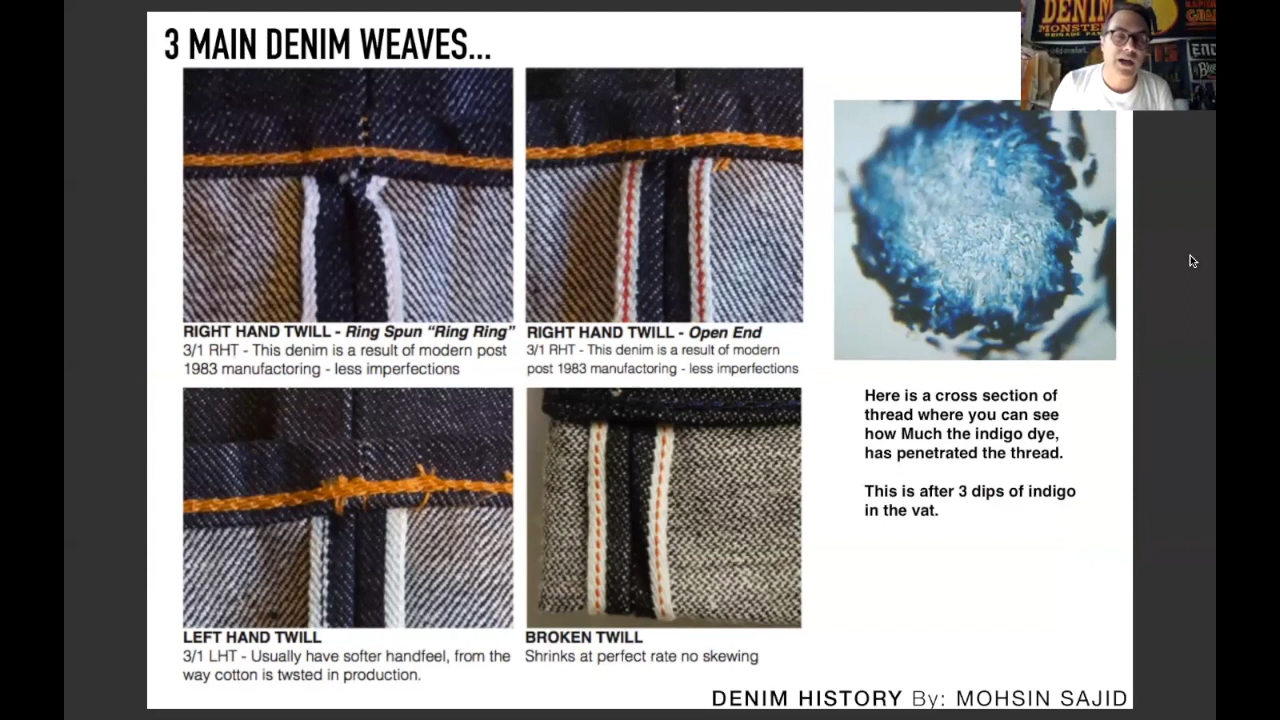 3 MAIN DENIM WEAVES...
RIGHT HAND TWILL - Ring Spun “Ring Ring”
3/1 RHT - This denim is a result of modern post
1983 manufactoring - less imperfections
RIGHT HAND TWILL - Open End
3/1 RHT - This denim is a result of modern
post 1983 manufactoring - less imperfections
LEFT HAND TWILL
3/1 LHT - Usually have softer handfeel, from the
way cotton is twsted in production.
BROKEN TWILL
Shrinks at perfect rate no skewing
DENIM
MONSTER
Here is a cross section of
thread where you can see
how Much the indigo dye,
has penetrated the thread.
This is after 3 dips of indigo
in the vat.
DENIM HISTORY By: MOHSIN SAJID